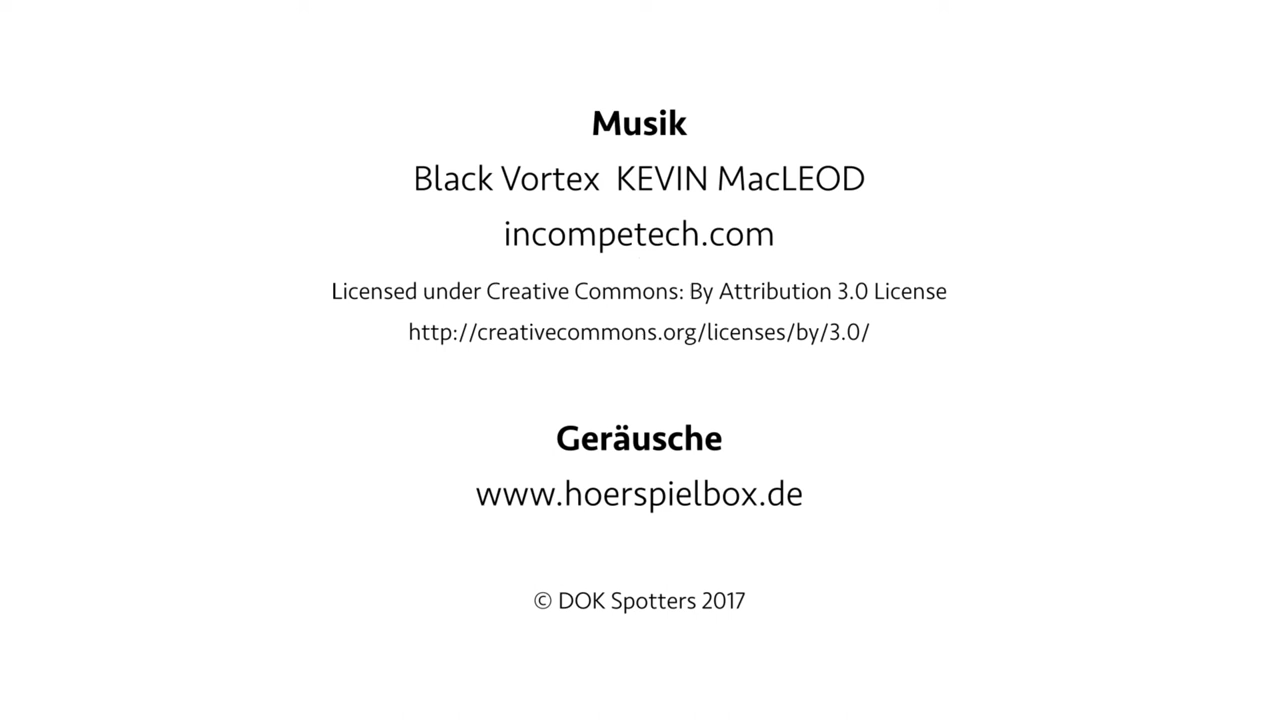 Musik
Black Vortex  KEVIN MacLEOD
incompetech.com
Licensed under Creative Commons: By Attribution 3.0 License
http://creativecommons.org/licenses/by/3.0/
Geräusche
www.hoerspielbox.de
© DOK Spotters 2017